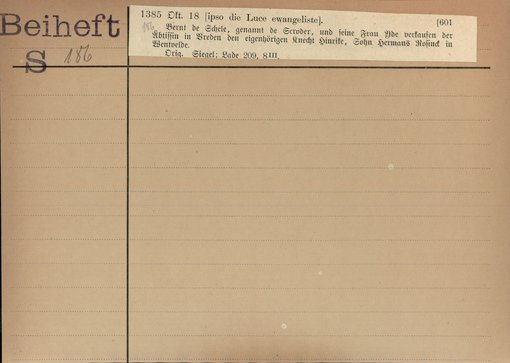 Beiheft
S 186
1385 Okt. 18 [ipso die Luce ewangeliste]. [601
186 Bernt de Schele, genannt de Scroder, und seine Frau Yde verkaufen der
Äbtissin in Vreden den eigenhörigen Knecht Hinrike, Sohn Hermans Rosinck in
Wentvelde.
Orig. Siegel; Lade 209, 8III.